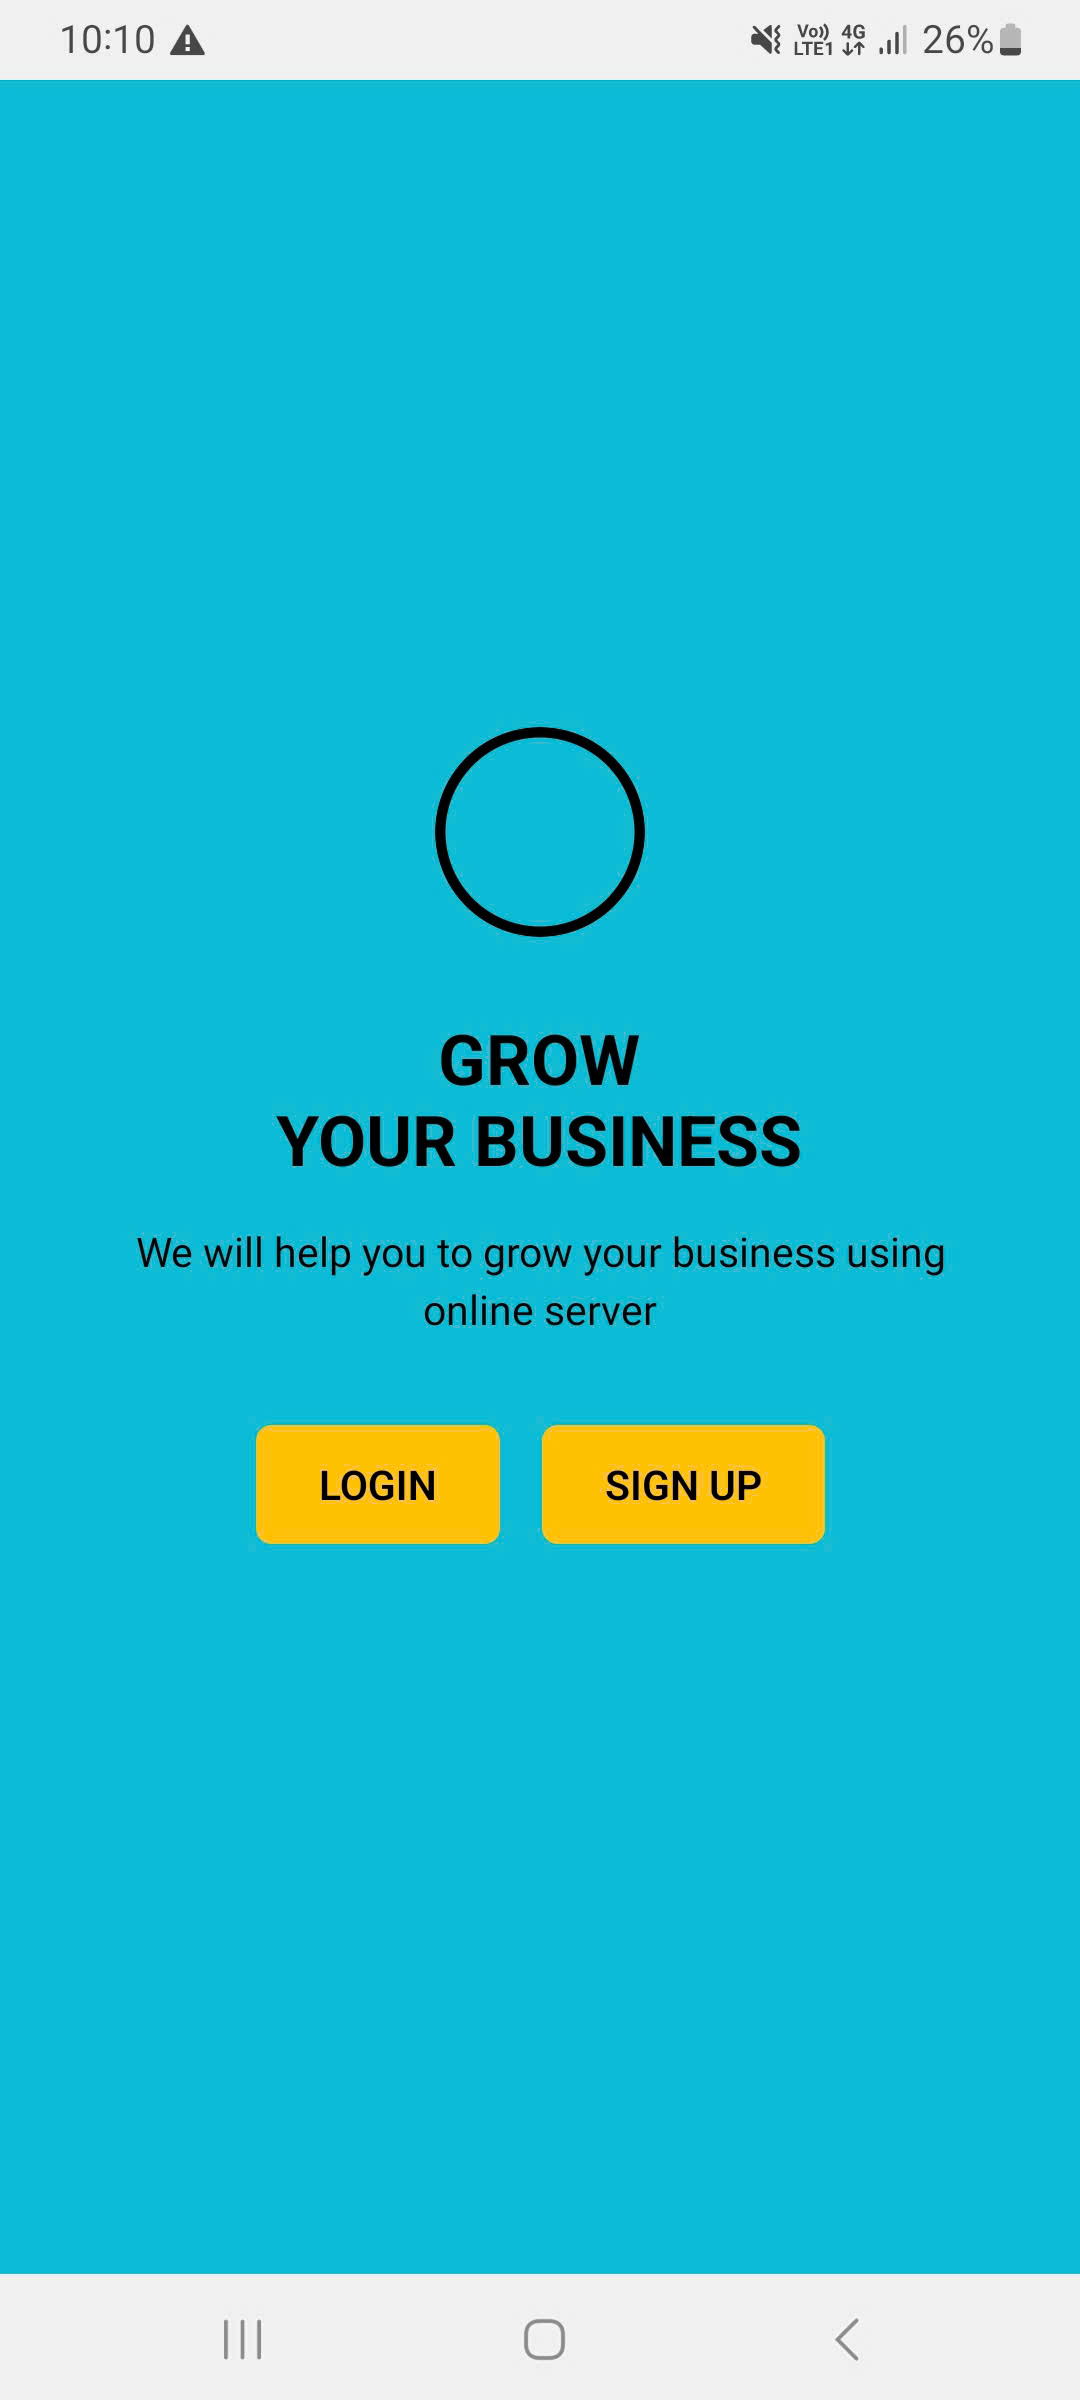 10:10
Vo)) 4G 26%
LTE1
GROW
YOUR BUSINESS
We will help you to grow your business using
online server
LOGIN SIGN UP